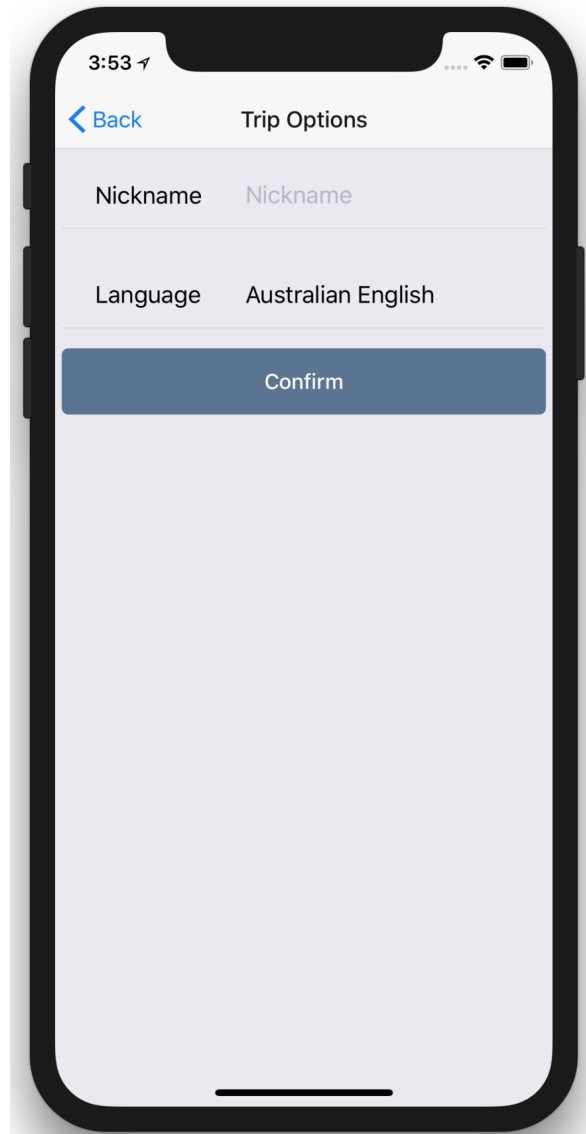 3:53
Back Trip Options
Nickname Nickname
Language Australian English
Confirm